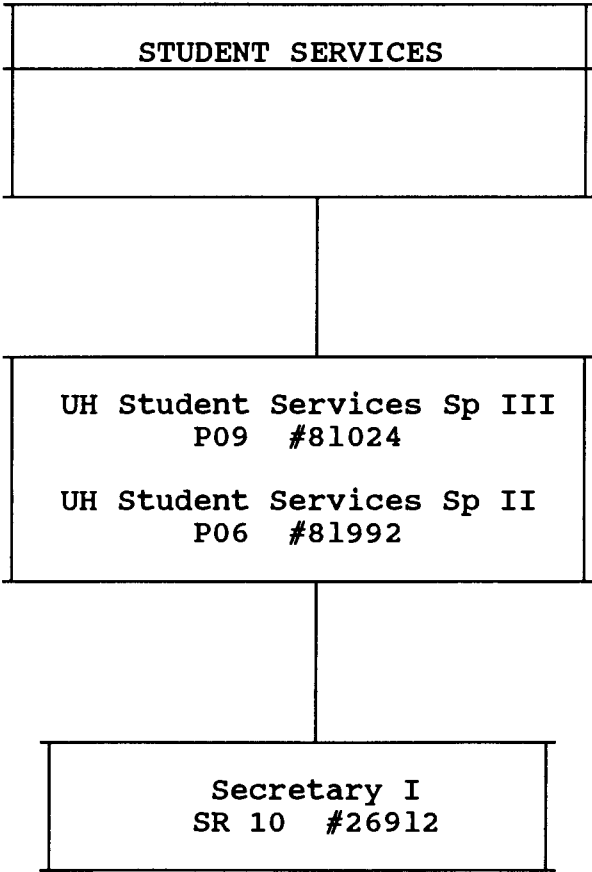 STUDENT SERVICES
UH Student Services Sp III
P09 #81024
UH Student Services Sp II
P06 #81992
Secretary I
SR 10 #26912